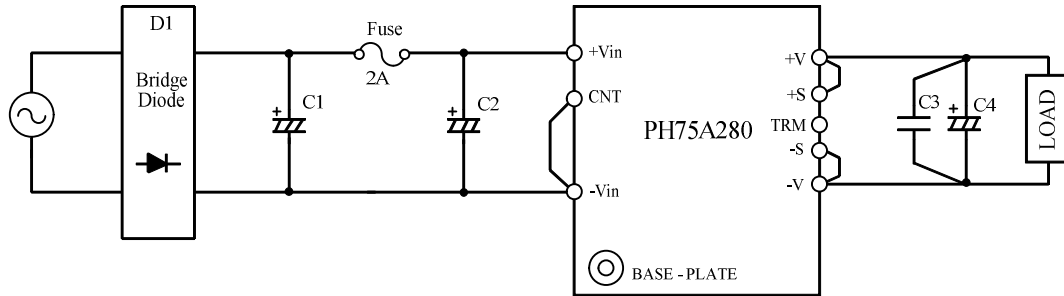 D1
Bridge
Diode
Fuse
2A
C1
C2
+Vin
CNT
-Vin
PH75A280
BASE - PLATE
+V
+S
TRM
-S
-V
C3
C4
LOAD